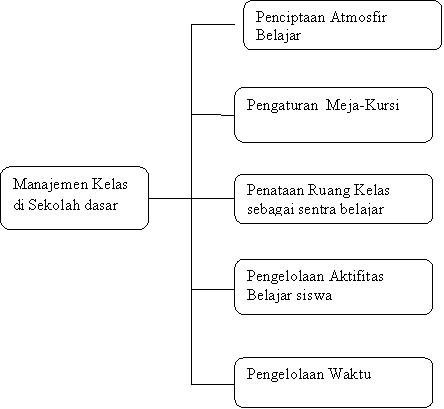 Penciptaan Atmosfir
Belajar
Pengaturan Meja-Kursi
Manajemen Kelas
di Sekolah dasar
Penataan Ruang Kelas
sebagai sentra belajar
Pengelolaan Aktifitas
Belajar siswa
Pengelolaan Waktu